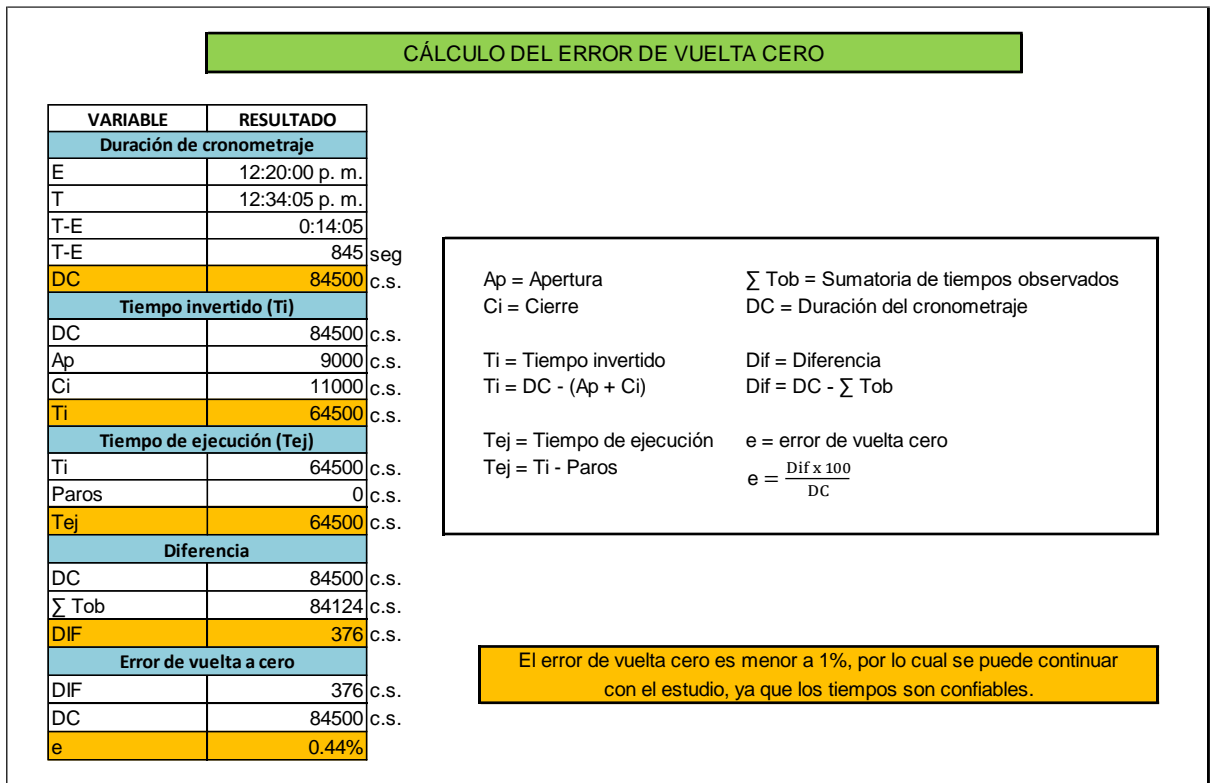 CÁLCULO DEL ERROR DE VUELTA CERO
VARIABLE RESULTADO
Duración de cronometraje
E 12:20:00 p. m.
T 12:34:05 p. m.
T-E 0:14:05
T-E 845 seg
DC 84500 c.s.
Tiempo invertido (Ti)
DC 84500 c.s.
Ap 9000 c.s.
Ci 11000 c.s.
Ti 64500 c.s.
Tiempo de ejecución (Tej)
Ti 64500 c.s.
Paros 0 c.s.
Tej 64500 c.s.
Diferencia
DC 84500 c.s.
∑ Tob 84124 c.s.
DIF 376 c.s.
Error de vuelta a cero
DIF 376 c.s.
DC 84500 c.s.
e 0.44%
Ap = Apertura ∑ Tob = Sumatoria de tiempos observados
Ci = Cierre DC = Duración del cronometraje
Ti = Tiempo invertido Dif = Diferencia
Ti = DC - (Ap + Ci) Dif = DC - ∑ Tob
Tej = Tiempo de ejecución e = error de vuelta cero
Tej = Ti - Paros e = Dif x 100 / DC
El error de vuelta cero es menor a 1%, por lo cual se puede continuar
con el estudio, ya que los tiempos son confiables.